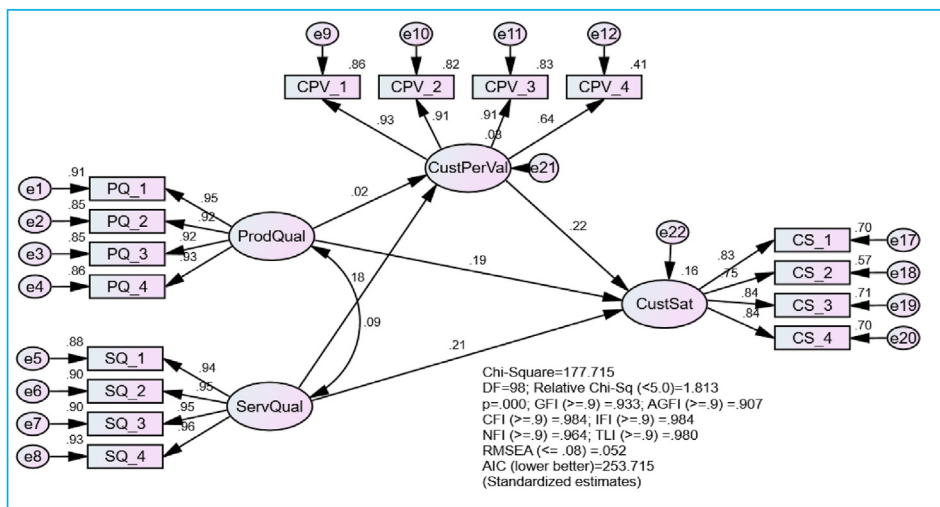 e9 e10 e11 e12
.86 .82 .83 .41
CPV_1 CPV_2 CPV_3 CPV_4
.93 .91 .91 .64
.03
CustPerVal e21
.91
e1 PQ_1
.95
.85
e2 PQ_2
.92
.85
e3 PQ_3
.92
.86
e4 PQ_4
.93
ProdQual
.02
.22
.19
.18
.09
.21
e22
.16
CustSat
.83 CS_1 .70 e17
.75 CS_2 .57 e18
.84 CS_3 .71 e19
.84 CS_4 .70 e20
.88
e5 SQ_1
.94
.90
e6 SQ_2
.95
.90
e7 SQ_3
.95
.93
e8 SQ_4
.96
ServQual
Chi-Square=177.715
DF=98; Relative Chi-Sq (<5.0)=1.813
p=.000; GFI (>=.9) =.933; AGFI (>=.9) =.907
CFI (>=.9) =.984; IFI (>=.9) =.984
NFI (>=.9) =.964; TLI (>=.9) =.980
RMSEA (<= .08) =.052
AIC (lower better)=253.715
(Standardized estimates)